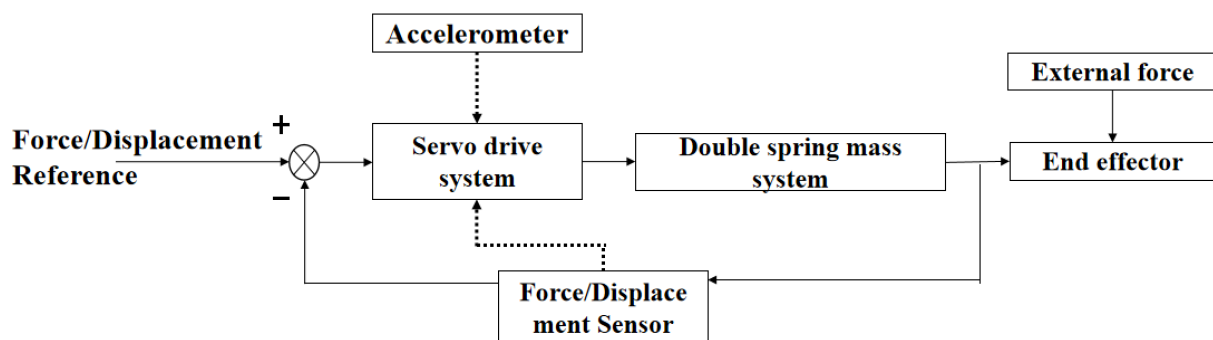 Accelerometer
External force
+
Force/Displacement
Reference
Servo drive
system
Double spring mass
system
End effector
−
Force/Displace
ment Sensor